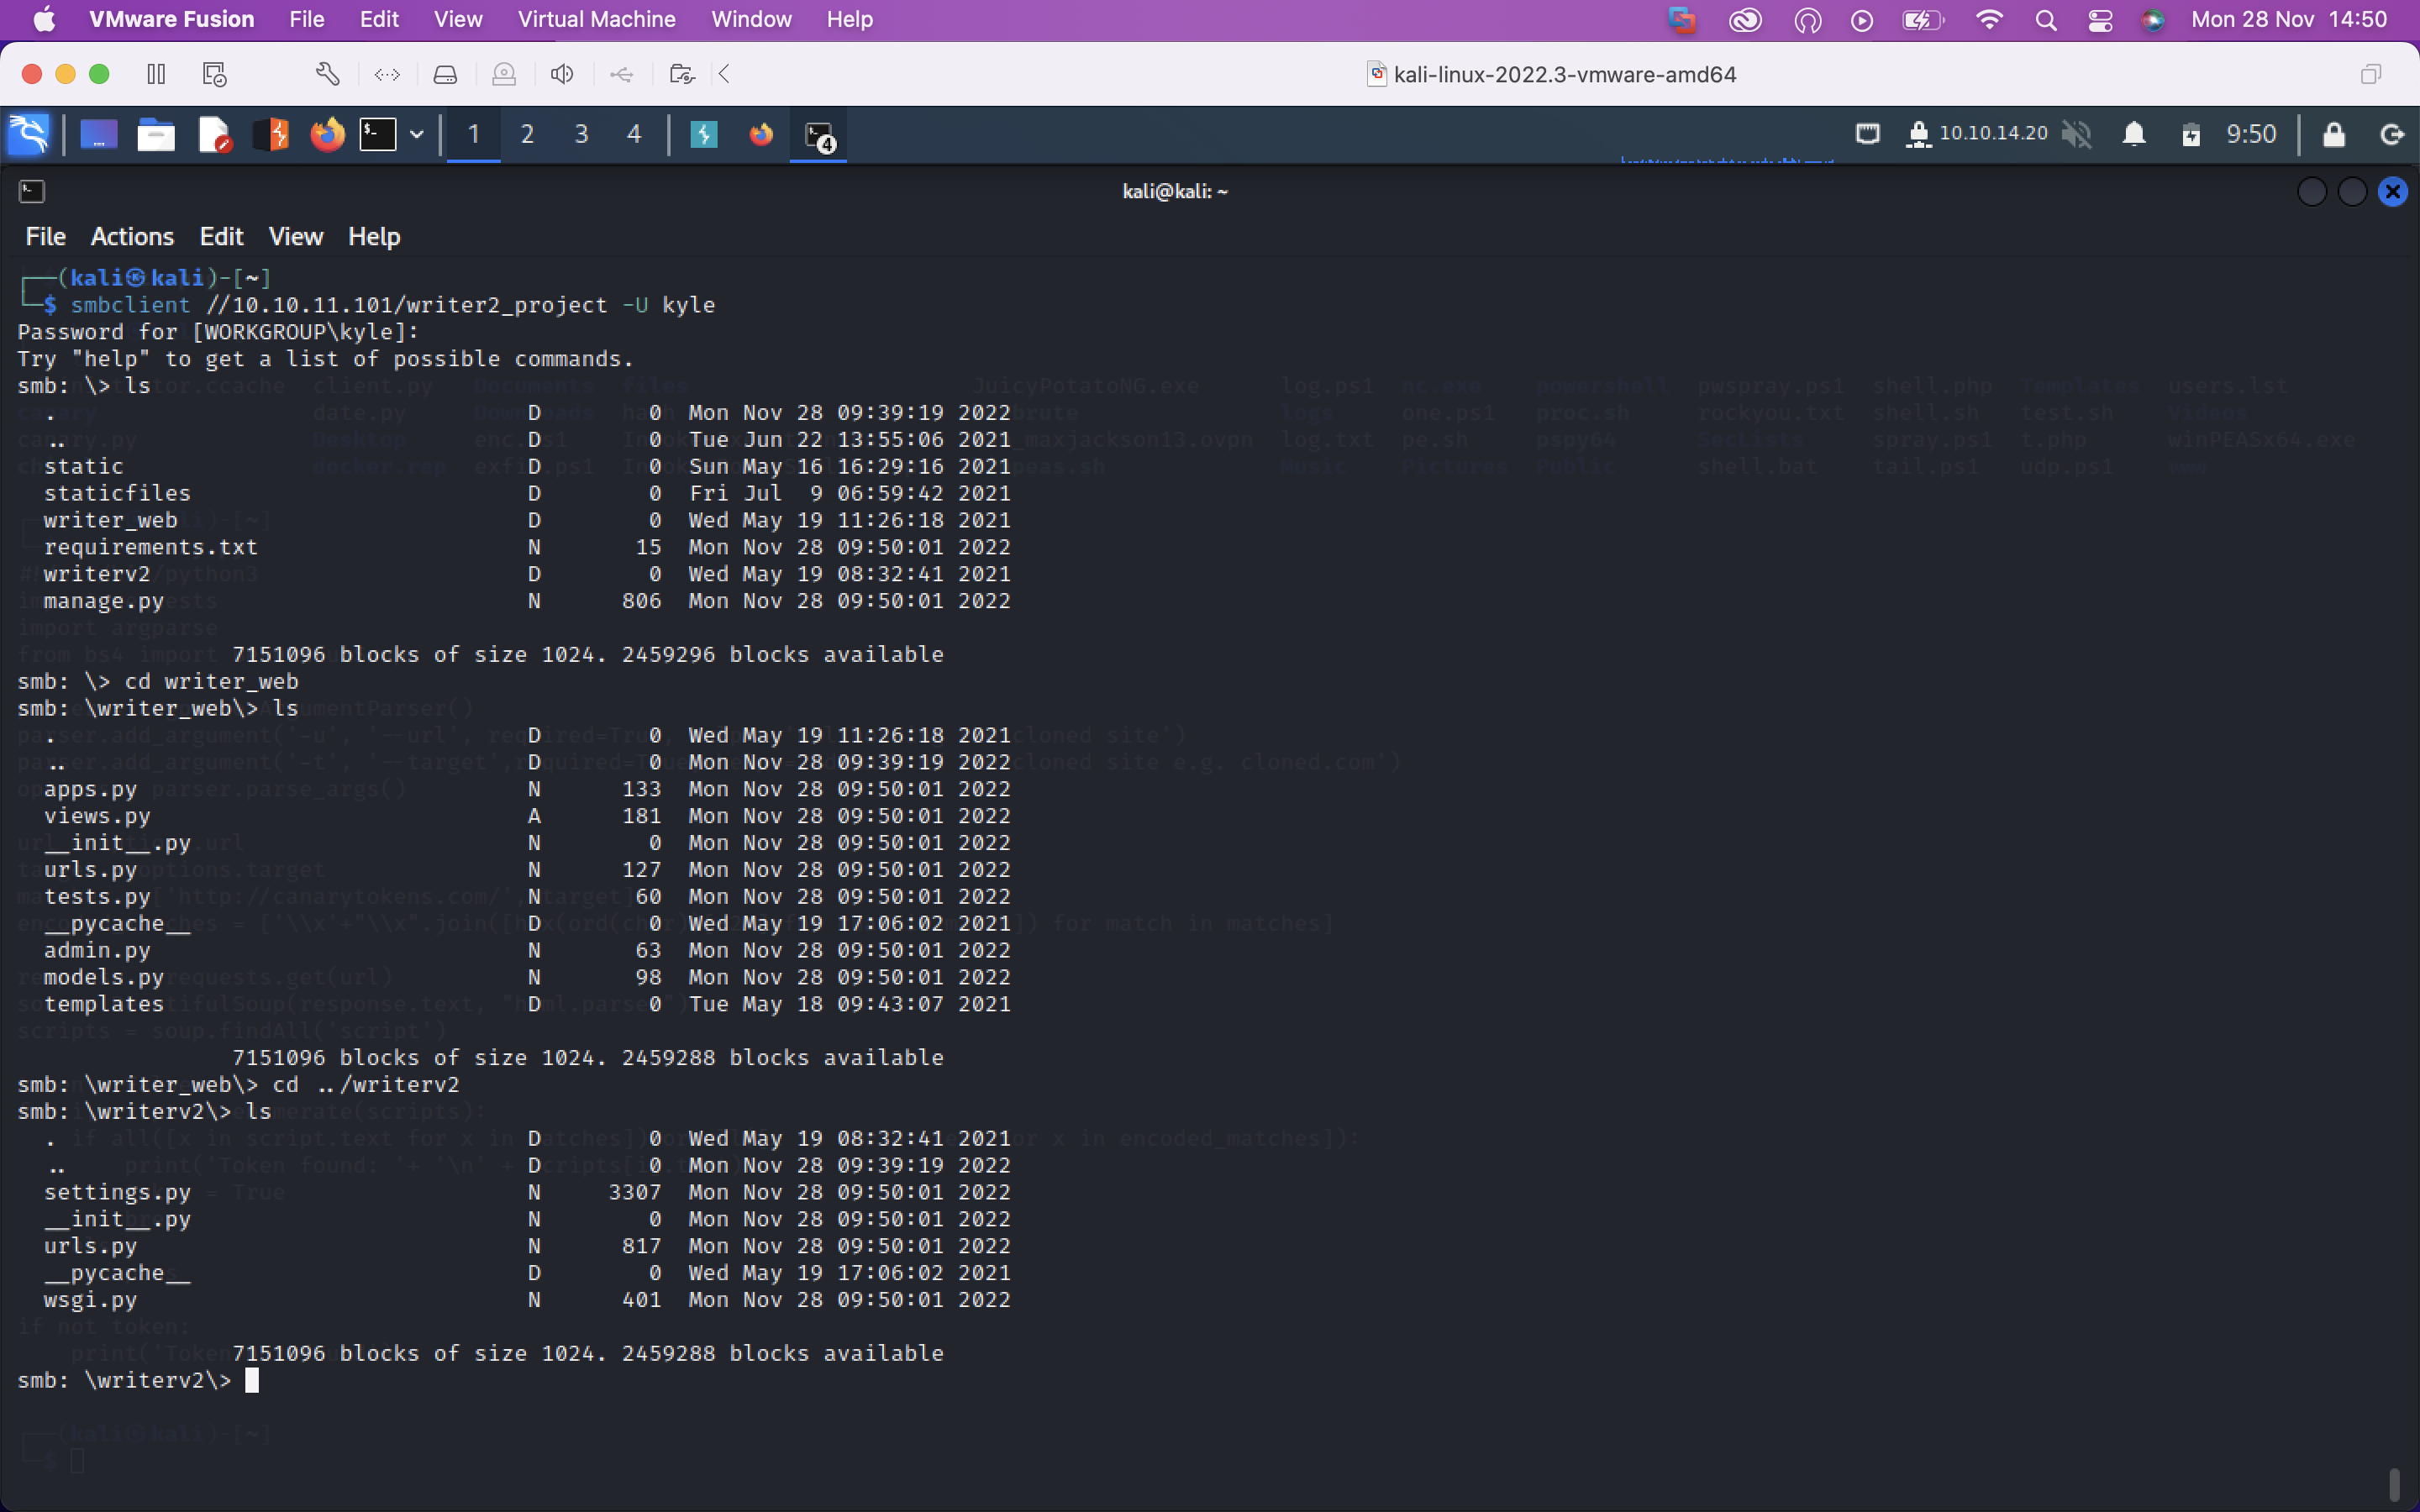 VMware Fusion File Edit View Virtual Machine Window Help Mon 28 Nov 14:50
kali-linux-2022.3-vmware-amd64
1 2 3 4 4 10.10.14.20 9:50
kali@kali: ~
File Actions Edit View Help
┌──(kali㉿kali)-[~]
└─$ smbclient //10.10.11.101/writer2_project -U kyle
Password for [WORKGROUP\kyle]:
Try "help" to get a list of possible commands.
smb: \> ls
  .                                   D        0  Mon Nov 28 09:39:19 2022
  ..                                  D        0  Tue Jun 22 13:55:06 2021
  static                              D        0  Sun May 16 16:29:16 2021
  staticfiles                         D        0  Fri Jul  9 06:59:42 2021
  writer_web                          D        0  Wed May 19 11:26:18 2021
  requirements.txt                    N       15  Mon Nov 28 09:50:01 2022
  writerv2                            D        0  Wed May 19 08:32:41 2021
  manage.py                           N      806  Mon Nov 28 09:50:01 2022
                7151096 blocks of size 1024. 2459296 blocks available
smb: \> cd writer_web
smb: \writer_web\> ls
  .                                   D        0  Wed May 19 11:26:18 2021
  ..                                  D        0  Mon Nov 28 09:39:19 2022
  apps.py                             N      133  Mon Nov 28 09:50:01 2022
  views.py                            A      181  Mon Nov 28 09:50:01 2022
  __init__.py                         N        0  Mon Nov 28 09:50:01 2022
  urls.py                             N      127  Mon Nov 28 09:50:01 2022
  tests.py                            N       60  Mon Nov 28 09:50:01 2022
  __pycache__                         D        0  Wed May 19 17:06:02 2021
  admin.py                            N       63  Mon Nov 28 09:50:01 2022
  models.py                           N       98  Mon Nov 28 09:50:01 2022
  templates                           D        0  Tue May 18 09:43:07 2021
                7151096 blocks of size 1024. 2459288 blocks available
smb: \writer_web\> cd ../writerv2
smb: \writerv2\> ls
  .                                   D        0  Wed May 19 08:32:41 2021
  ..                                  D        0  Mon Nov 28 09:39:19 2022
  settings.py                         N     3307  Mon Nov 28 09:50:01 2022
  __init__.py                         N        0  Mon Nov 28 09:50:01 2022
  urls.py                             N      817  Mon Nov 28 09:50:01 2022
  __pycache__                         D        0  Wed May 19 17:06:02 2021
  wsgi.py                             N      401  Mon Nov 28 09:50:01 2022
                7151096 blocks of size 1024. 2459288 blocks available
smb: \writerv2\>